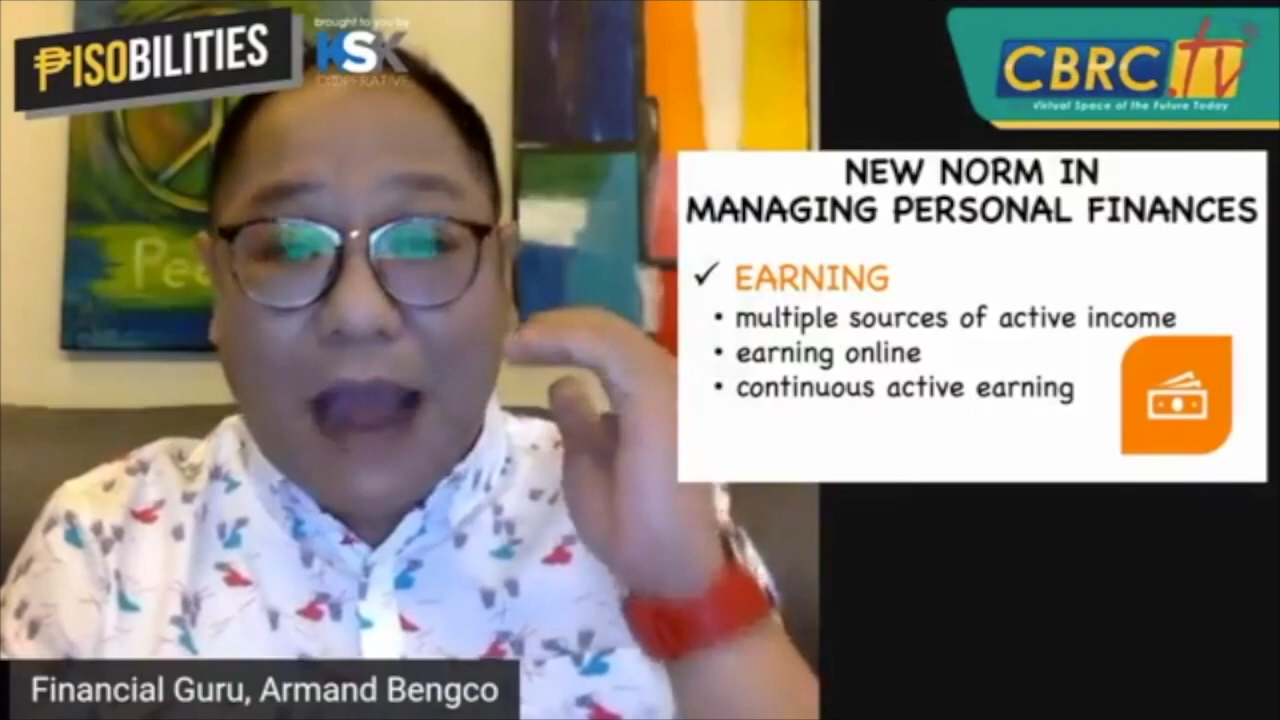 ₱ISOBILITIES
brought to you by
KSK
COOPERATIVE
CBRC.tv
Virtual Space of the Future Today
NEW NORM IN
MANAGING PERSONAL FINANCES
✓ EARNING
• multiple sources of active income
• earning online
• continuous active earning
Financial Guru, Armand Bengco